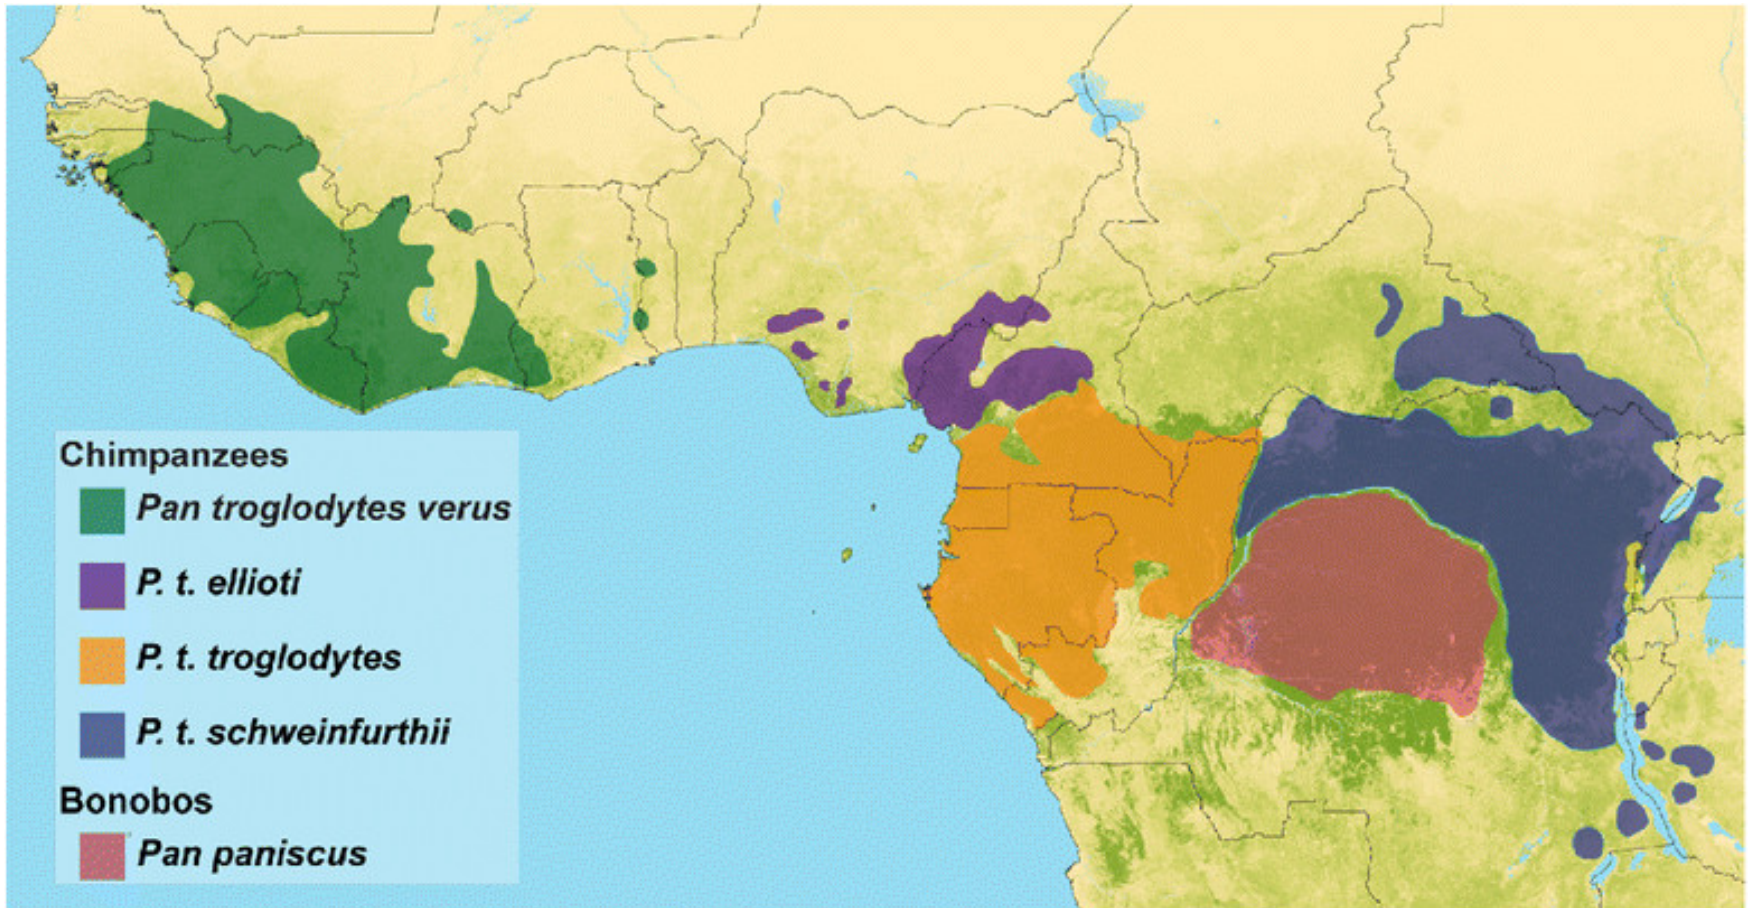 Chimpanzees
Pan troglodytes verus
P. t. ellioti
P. t. troglodytes
P. t. schweinfurthii
Bonobos
Pan paniscus